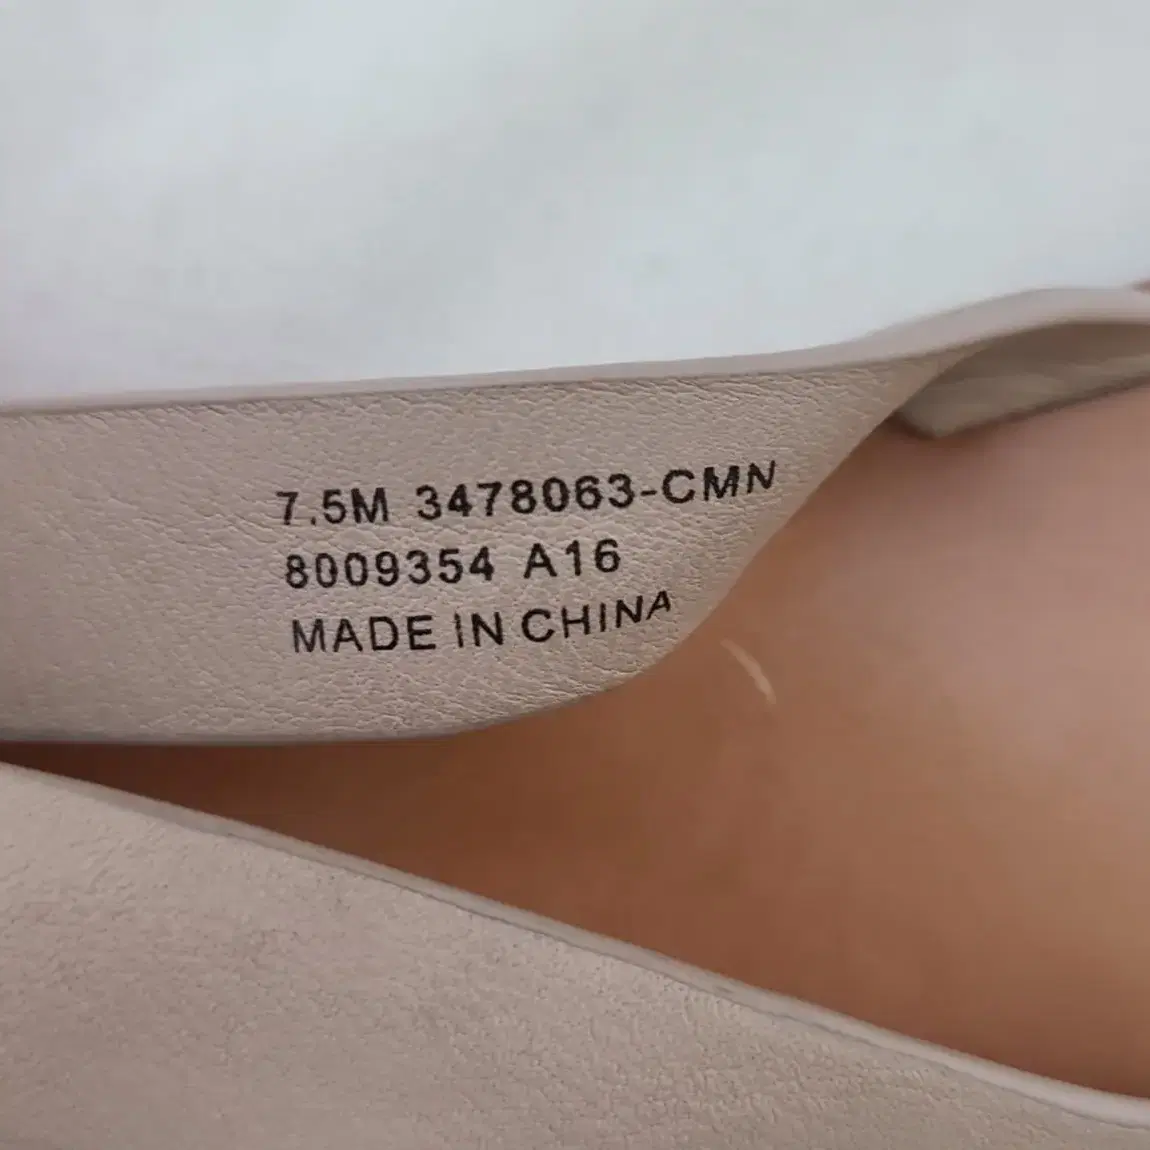 7.5M 3478063-CMN
8009354 A16
MADE IN CHINA